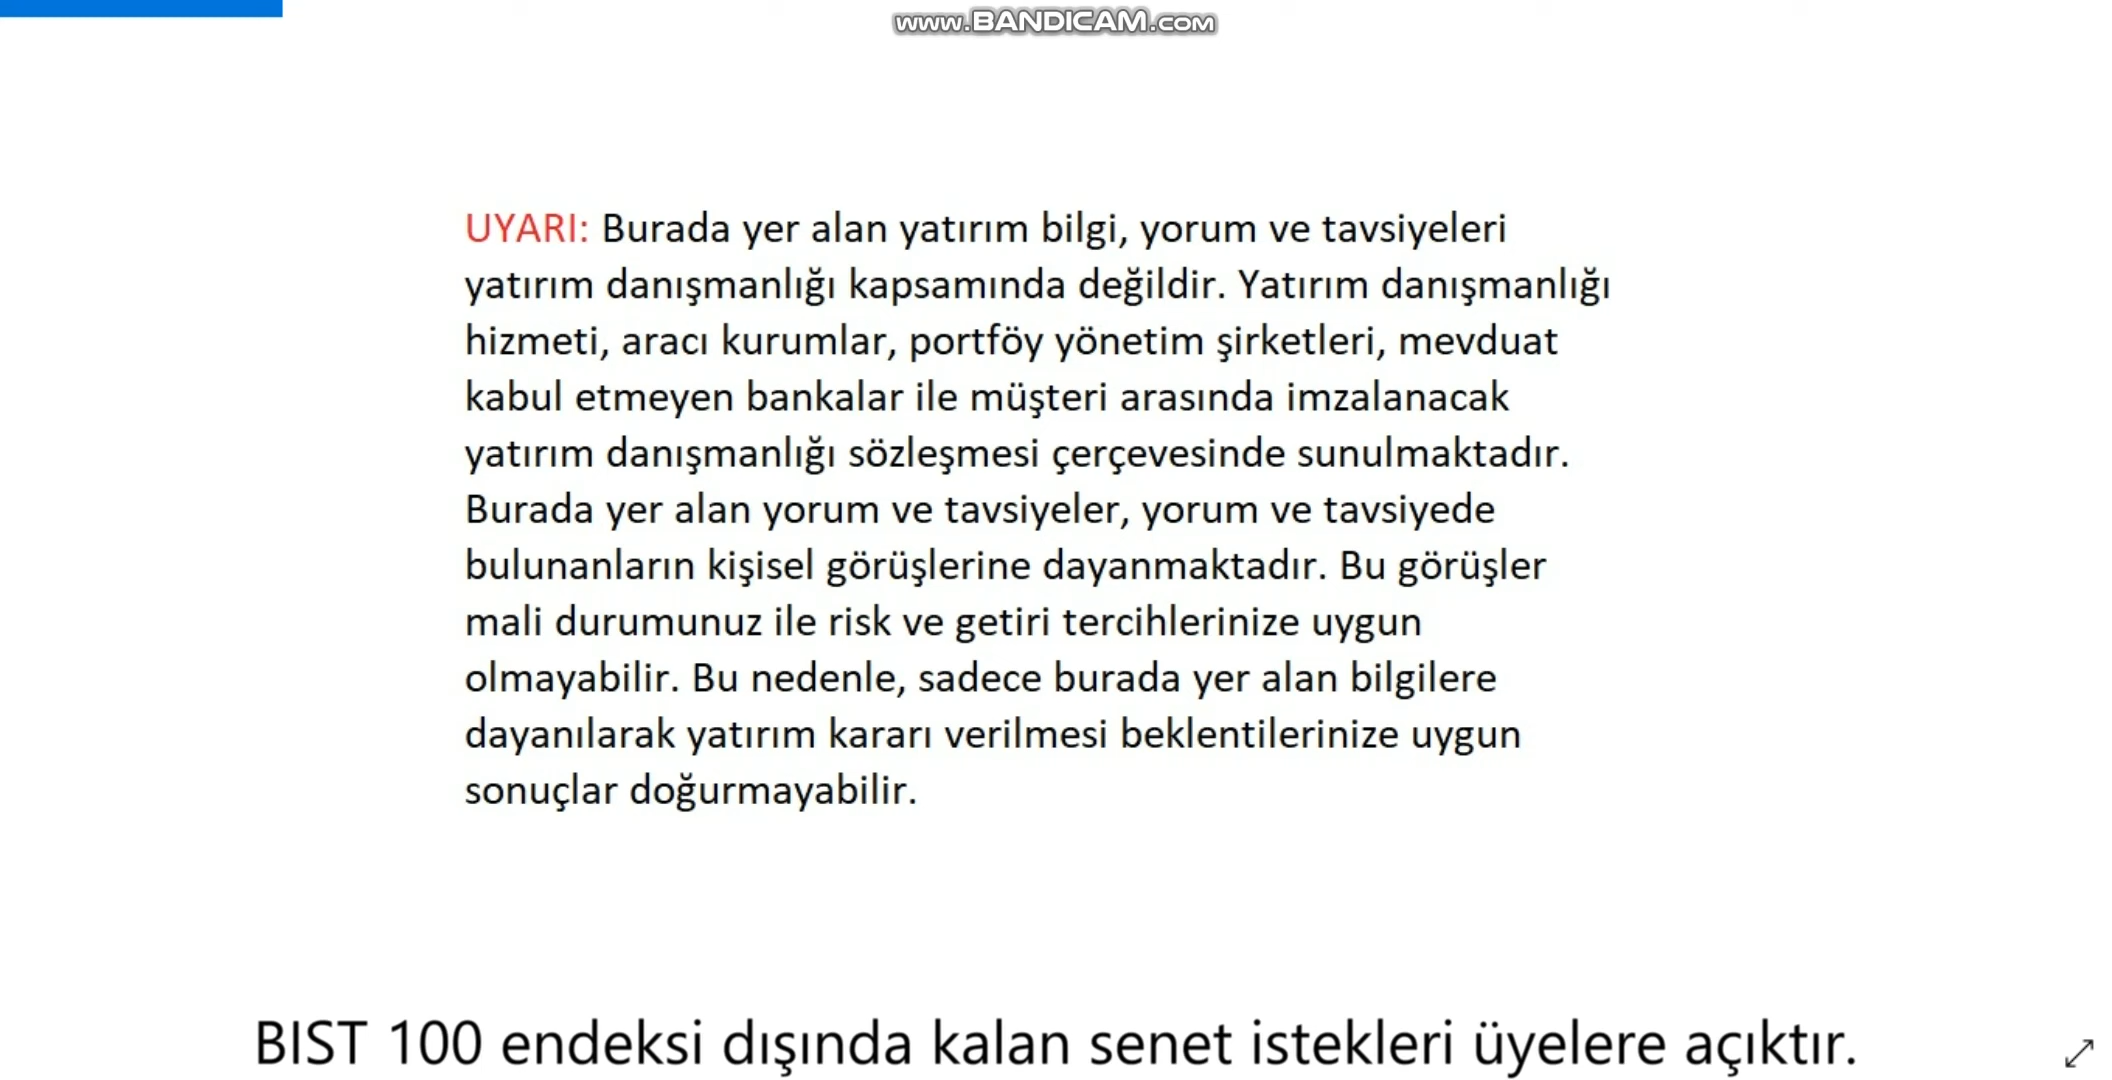 www.BANDICAM.com
UYARI: Burada yer alan yatırım bilgi, yorum ve tavsiyeleri
yatırım danışmanlığı kapsamında değildir. Yatırım danışmanlığı
hizmeti, aracı kurumlar, portföy yönetim şirketleri, mevduat
kabul etmeyen bankalar ile müşteri arasında imzalanacak
yatırım danışmanlığı sözleşmesi çerçevesinde sunulmaktadır.
Burada yer alan yorum ve tavsiyeler, yorum ve tavsiyede
bulunanların kişisel görüşlerine dayanmaktadır. Bu görüşler
mali durumunuz ile risk ve getiri tercihlerinize uygun
olmayabilir. Bu nedenle, sadece burada yer alan bilgilere
dayanılarak yatırım kararı verilmesi beklentilerinize uygun
sonuçlar doğurmayabilir.
BIST 100 endeksi dışında kalan senet istekleri üyelere açıktır.